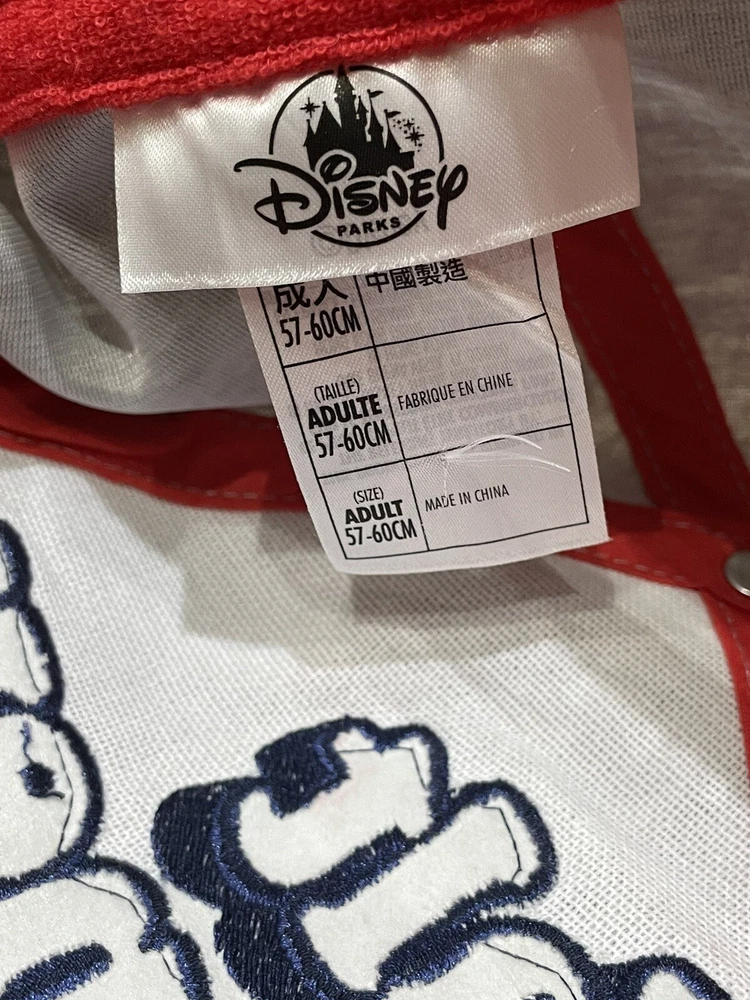 DISNEY
PARKS
成人
中國製造
57-60CM
(TAILLE)
ADULTE
57-60CM
FABRIQUE EN CHINE
(SIZE)
ADULT
57-60CM
MADE IN CHINA